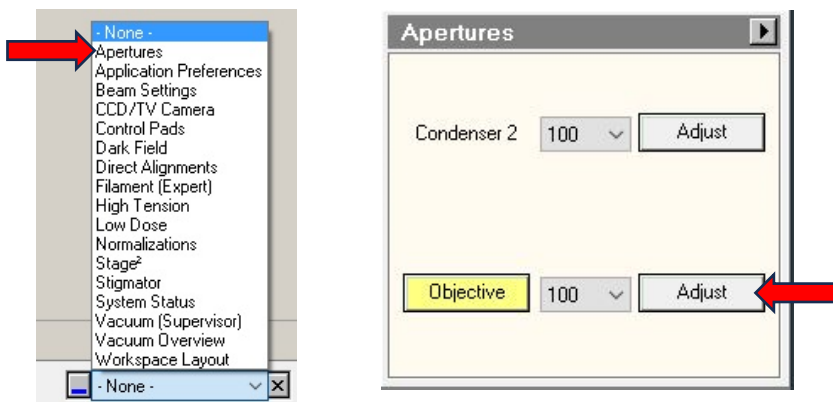 - None -
Apertures
Application Preferences
Beam Settings
CCD/TV Camera
Control Pads
Dark Field
Direct Alignments
Filament (Expert)
High Tension
Low Dose
Normalizations
Stage²
Stigmator
System Status
Vacuum (Supervisor)
Vacuum Overview
Workspace Layout
- None -
Apertures
Condenser 2 100 Adjust
Objective 100 Adjust